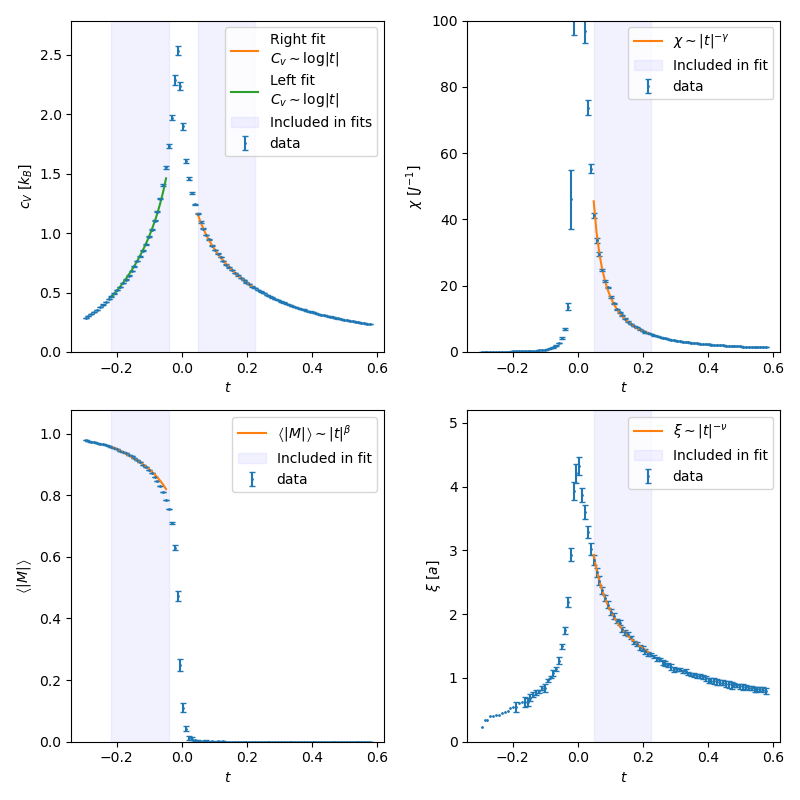 2.5
2.0
1.5
1.0
0.5
0.0
c_V [k_B]
Right fit
C_v ~ log|t|
Left fit
C_v ~ log|t|
Included in fits
data
−0.2 0.0 0.2 0.4 0.6
t
100
80
60
40
20
0
χ [J⁻¹]
χ ~ |t|^−γ
Included in fit
data
−0.2 0.0 0.2 0.4 0.6
t
1.0
0.8
0.6
0.4
0.2
0.0
⟨|M|⟩
⟨|M|⟩ ~ |t|^β
Included in fit
data
−0.2 0.0 0.2 0.4 0.6
t
5
4
3
2
1
0
ξ [a]
ξ ~ |t|^−ν
Included in fit
data
−0.2 0.0 0.2 0.4 0.6
t